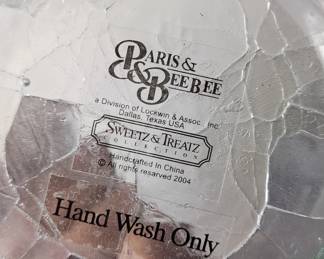 PARIS &
& BEEBEE
a Division of Lockwin & Assoc. Inc.
Dallas, Texas USA
SWEETZ & TREATZ
COLLECTION
Handcrafted In China
© All rights reserved 2004
Hand Wash Only